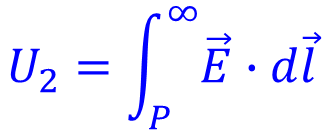 U₂ = ∫_P^∞ E⃗ · dl⃗